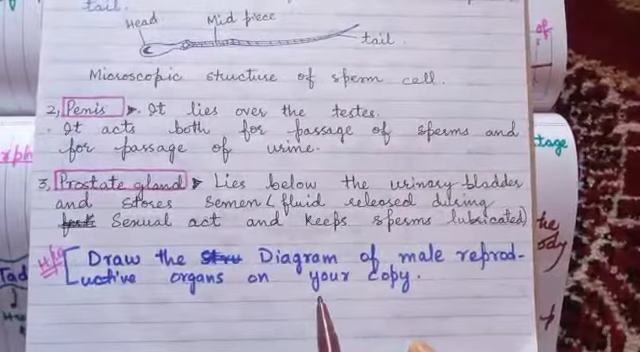 tail.
Head
Mid piece
tail.
Microscopic structure of sperm cell.
2, Penis → It lies over the testes.
It acts both for passage of sperms and
for passage of urine.
3, Prostate gland → Lies below the urinary bladder
and stores semen (fluid released during
Sexual act and keeps sperms lubricated)
H.W
Draw the Diagram of male reprod-
uctive organs on your copy.
of
tage
the